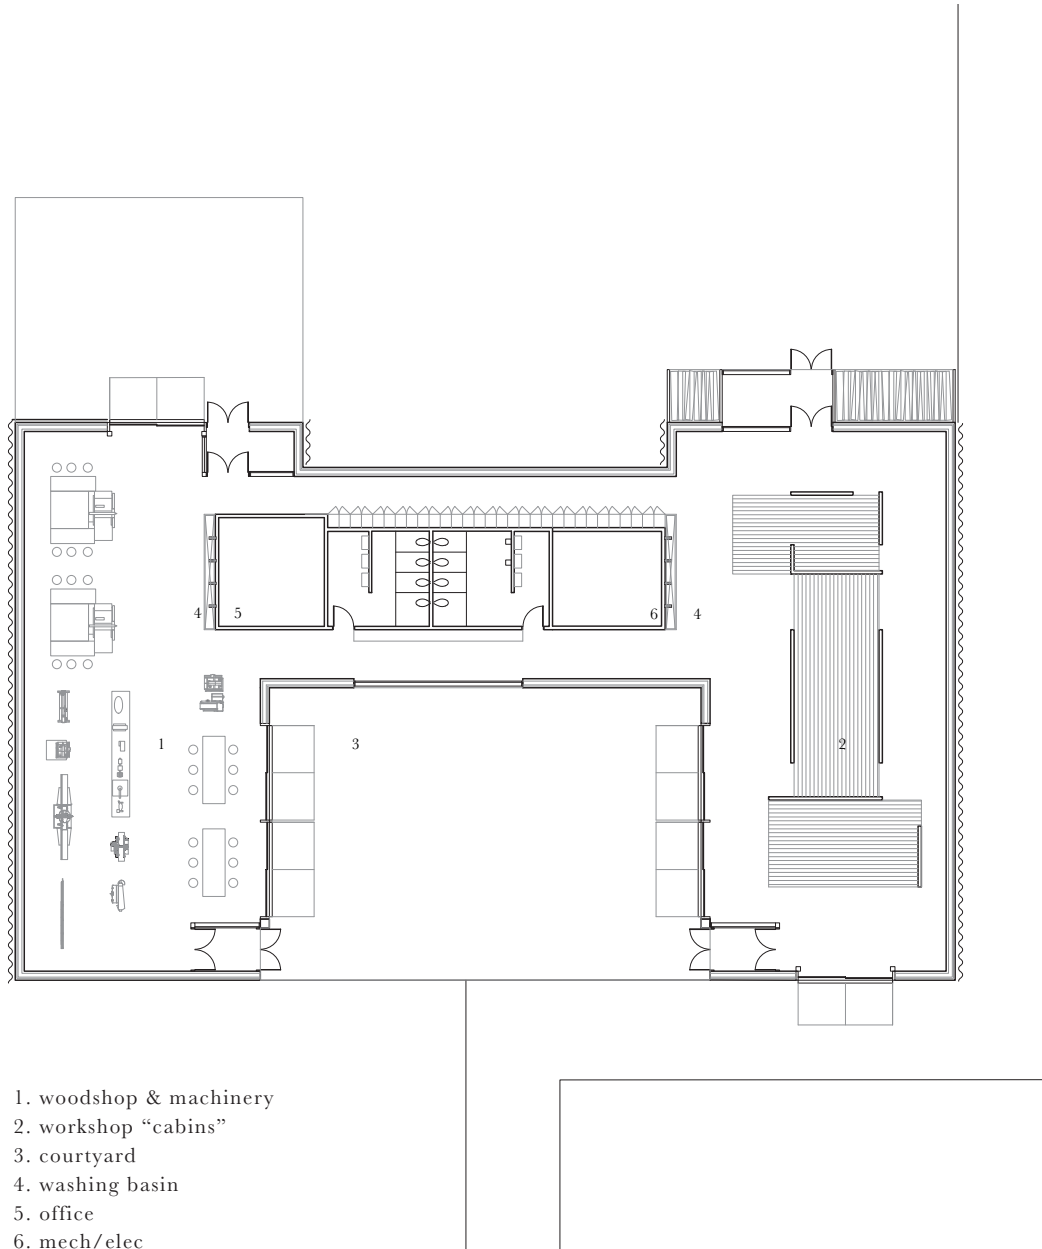 4
5
6
4
1
3
2
1. woodshop & machinery
2. workshop “cabins”
3. courtyard
4. washing basin
5. office
6. mech/elec